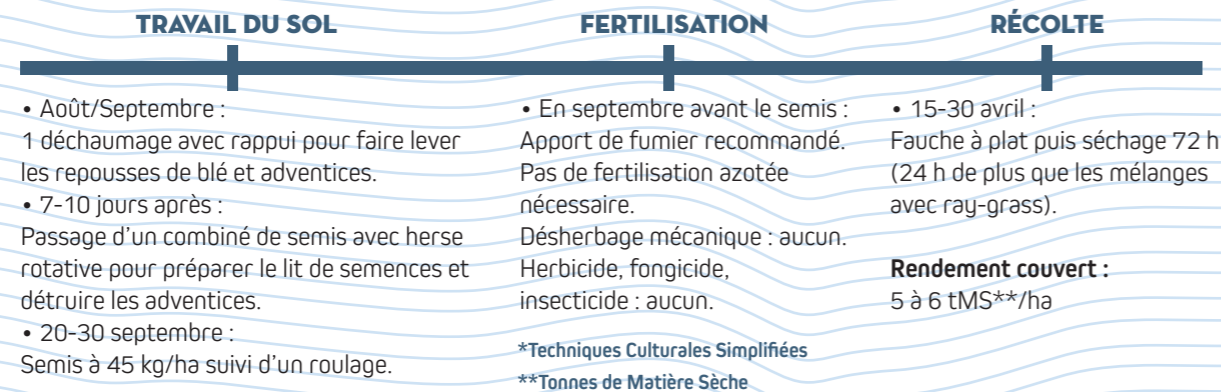 TRAVAIL DU SOL
• Août/Septembre :
1 déchaumage avec rappui pour faire lever
les repousses de blé et adventices.
• 7-10 jours après :
Passage d'un combiné de semis avec herse
rotative pour préparer le lit de semences et
détruire les adventices.
• 20-30 septembre :
Semis à 45 kg/ha suivi d'un roulage.
FERTILISATION
• En septembre avant le semis :
Apport de fumier recommandé.
Pas de fertilisation azotée
nécessaire.
Désherbage mécanique : aucun.
Herbicide, fongicide,
insecticide : aucun.
*Techniques Culturales Simplifiées
**Tonnes de Matière Sèche
RÉCOLTE
• 15-30 avril :
Fauche à plat puis séchage 72 h
(24 h de plus que les mélanges
avec ray-grass).
Rendement couvert :
5 à 6 tMS**/ha